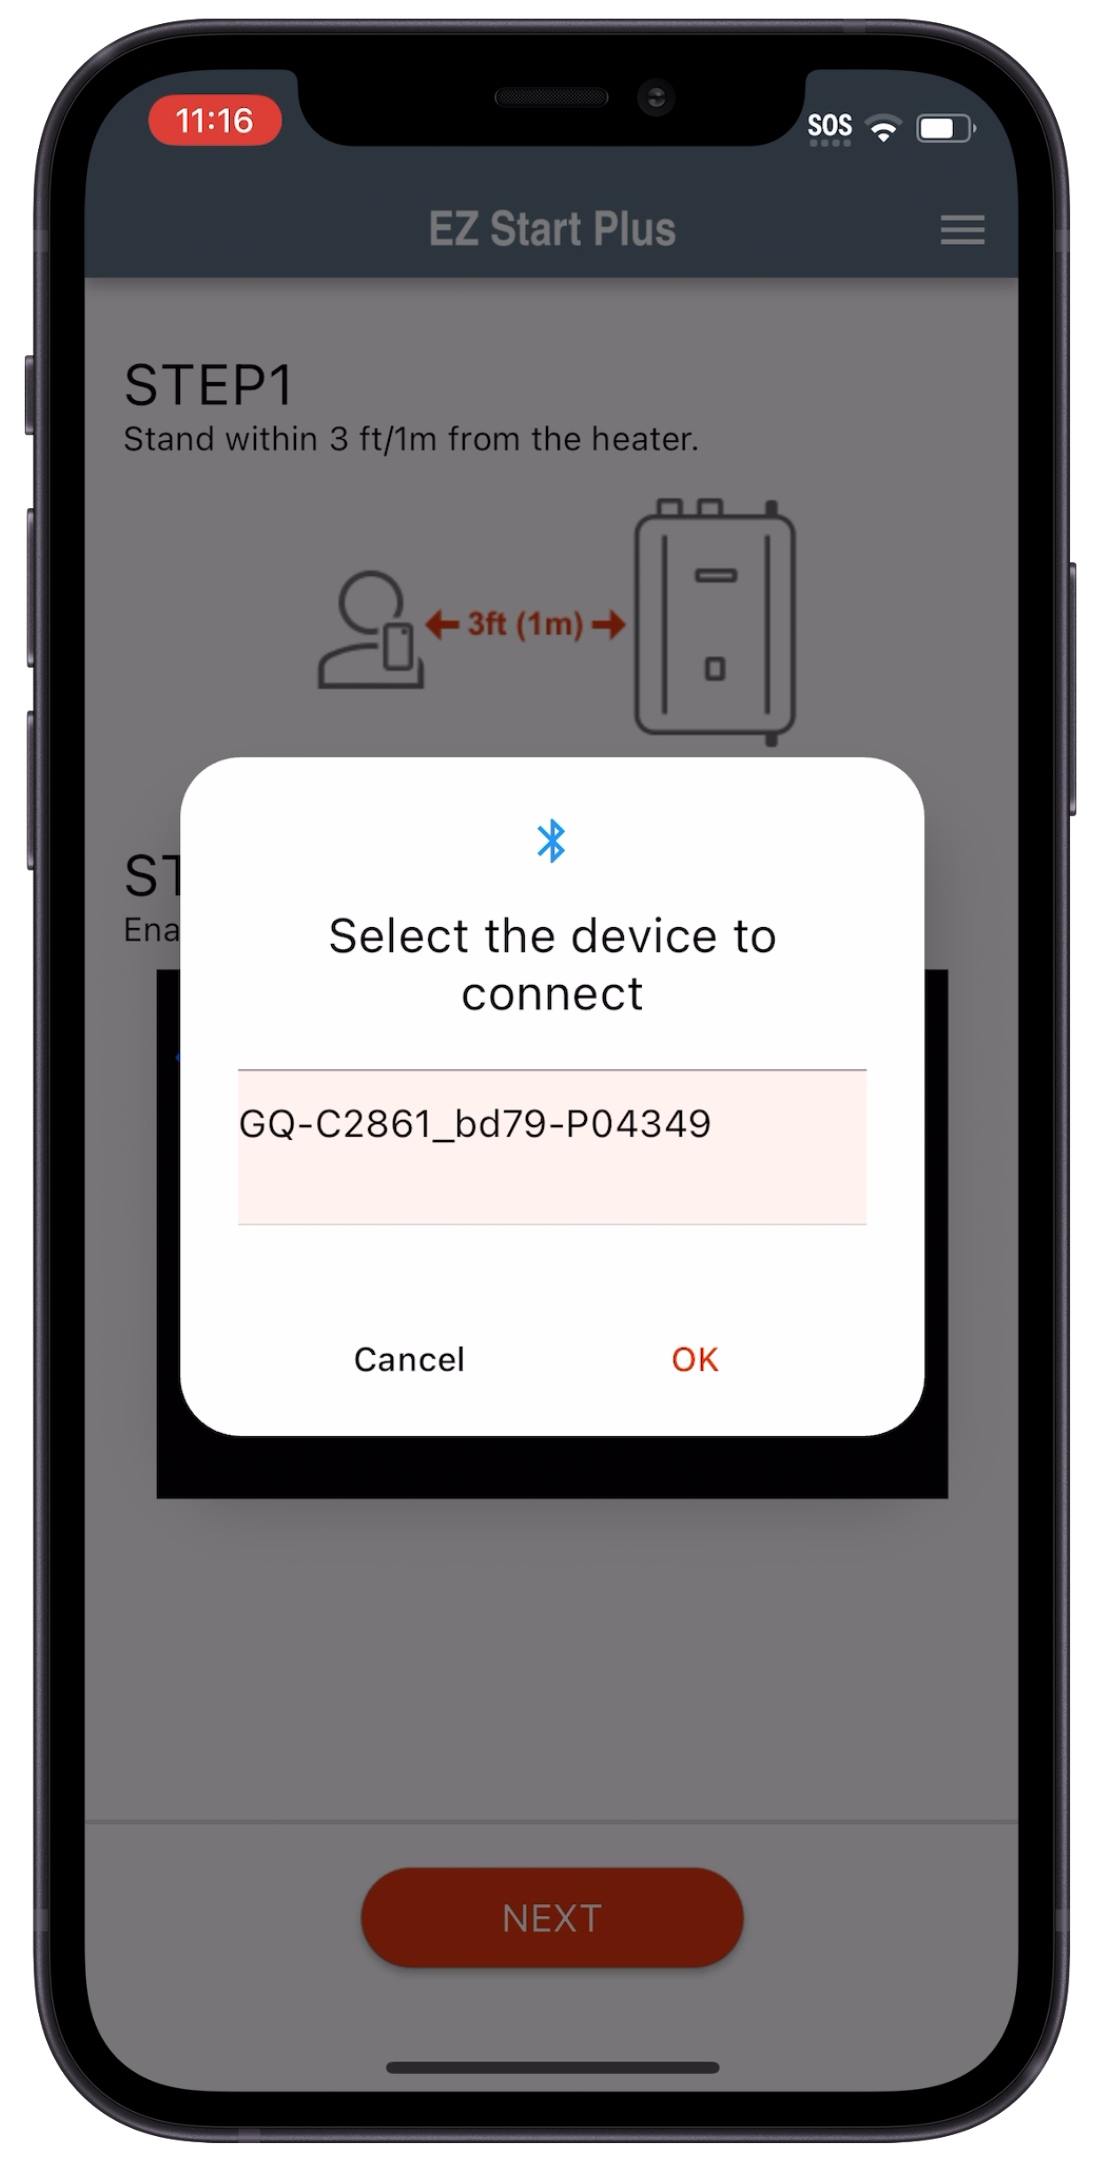 11:16
SOS
EZ Start Plus
STEP1
Stand within 3 ft/1m from the heater.
3ft (1m)
ST
Ena
Select the device to
connect
GQ-C2861_bd79-P04349
Cancel OK
NEXT